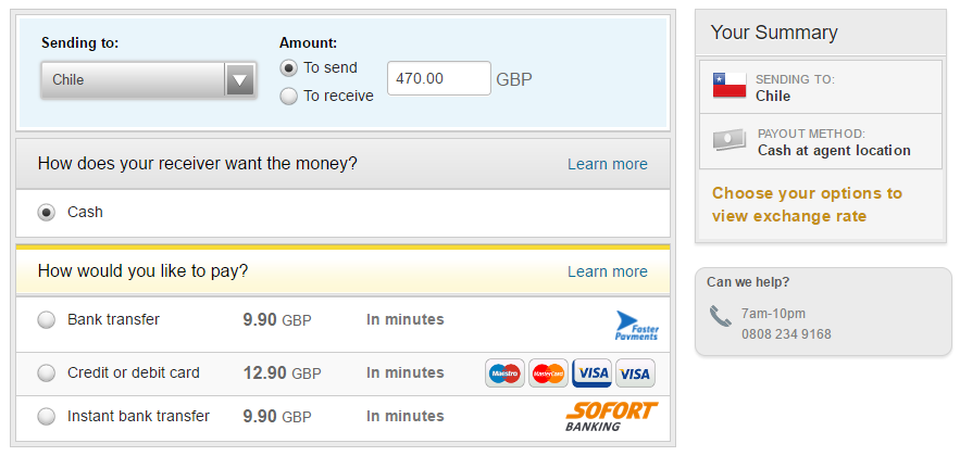 Sending to:
Chile
Amount:
To send
470.00 GBP
To receive
How does your receiver want the money? Learn more
Cash
How would you like to pay? Learn more
Bank transfer 9.90 GBP In minutes Faster Payments
Credit or debit card 12.90 GBP In minutes Maestro MasterCard VISA VISA
Instant bank transfer 9.90 GBP In minutes SOFORT BANKING
Your Summary
SENDING TO:
Chile
PAYOUT METHOD:
Cash at agent location
Choose your options to
view exchange rate
Can we help?
7am-10pm
0808 234 9168